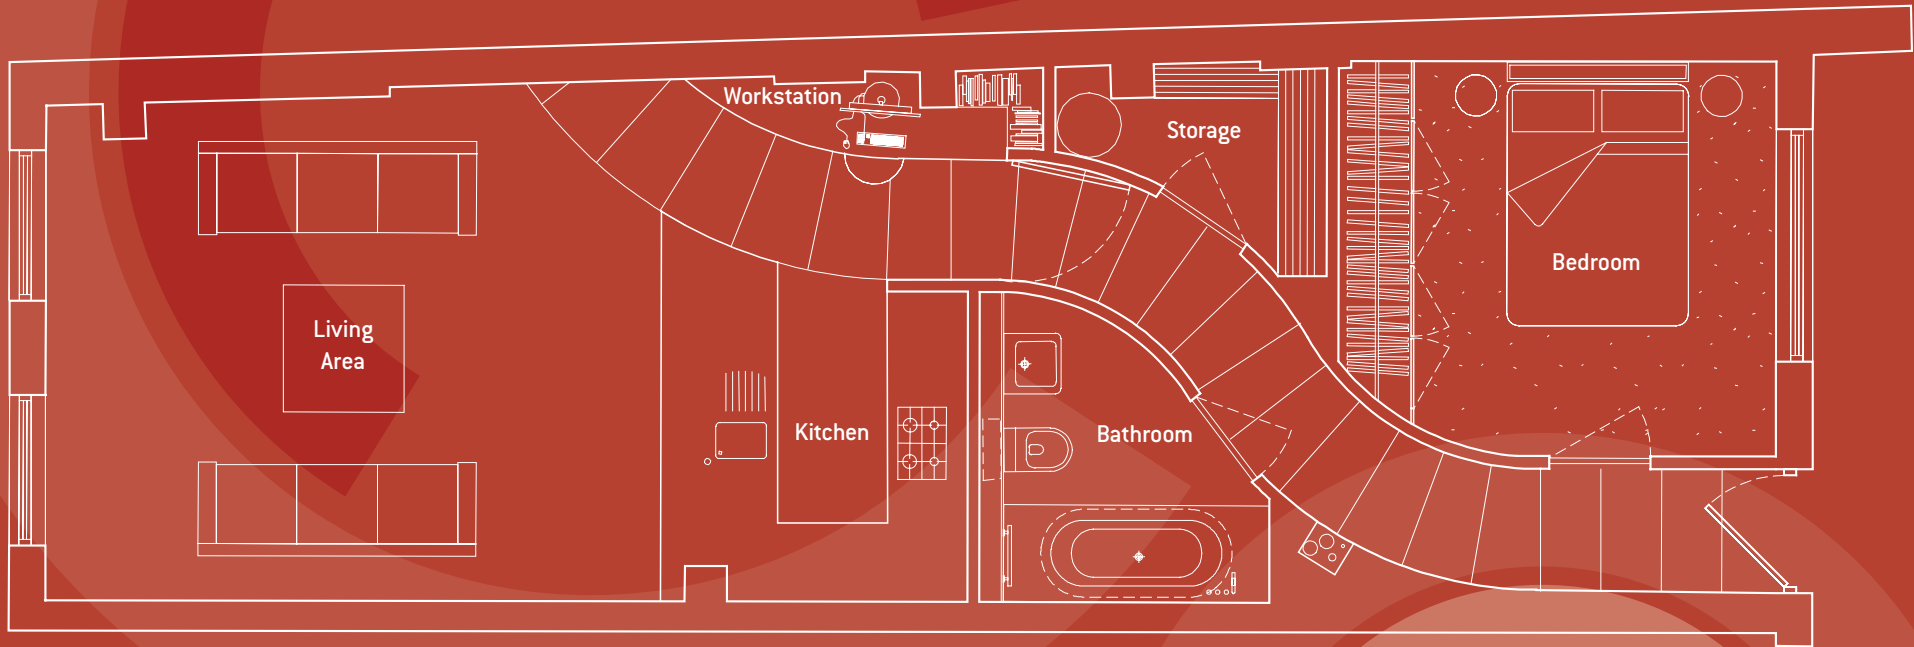 Workstation
Storage
Bedroom
Living
Area
Kitchen
Bathroom